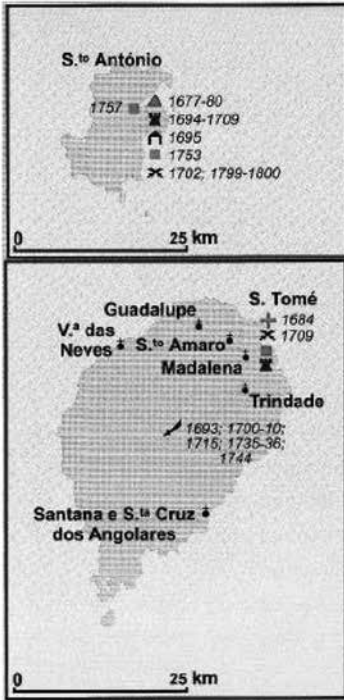 S.to António
1757
1677-80
1694-1709
1695
1753
1702; 1799-1800
0 25 km
S. Tomé
Guadalupe
1684
V.ª das
Neves
S.to Amaro
1709
Madalena
Trindade
1693; 1700-10;
1715; 1735-36;
1744
Santana e S.ta Cruz
dos Angolares
0 25 km